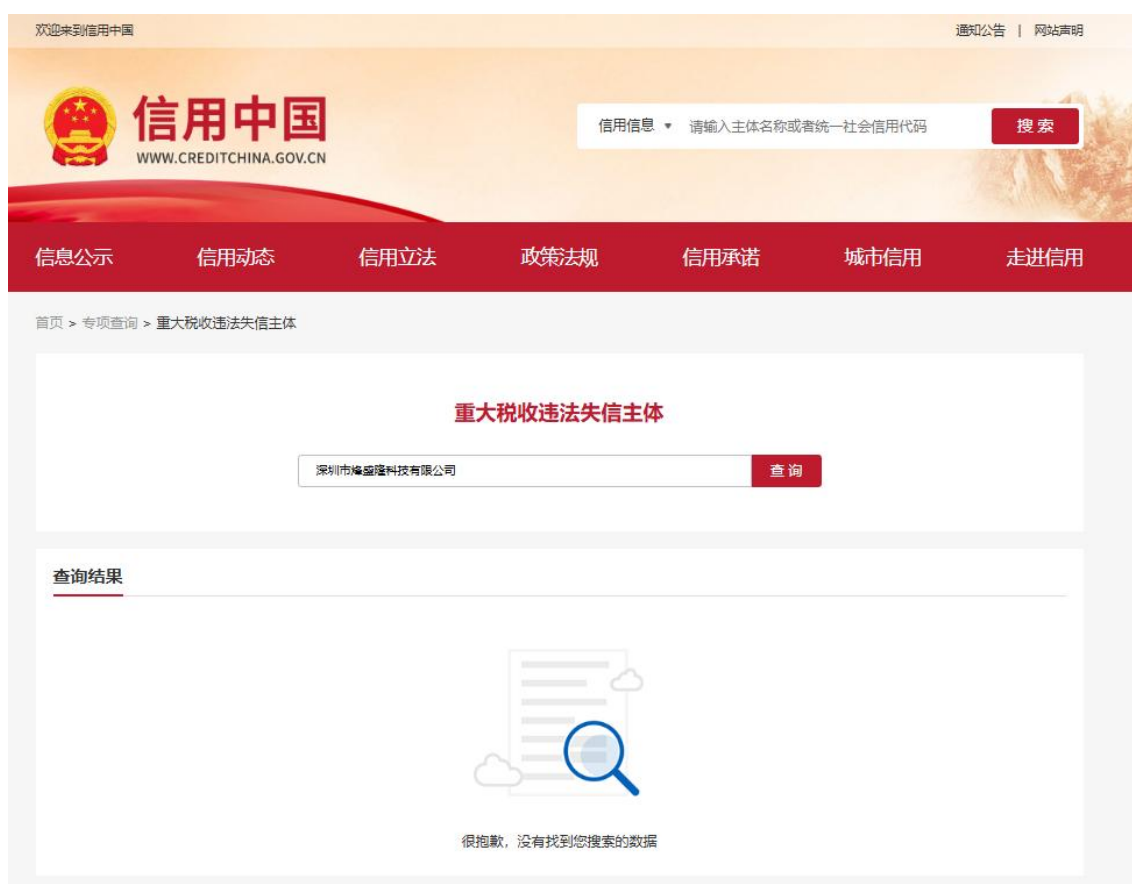 欢迎来到信用中国
通知公告 | 网站声明
信用中国
WWW.CREDITCHINA.GOV.CN
信用信息 请输入主体名称或者统一社会信用代码 搜索
信息公示 信用动态 信用立法 政策法规 信用承诺 城市信用 走进信用
首页 > 专项查询 > 重大税收违法失信主体
重大税收违法失信主体
深圳市烽盛隆科技有限公司 查询
查询结果
很抱歉，没有找到您搜索的数据